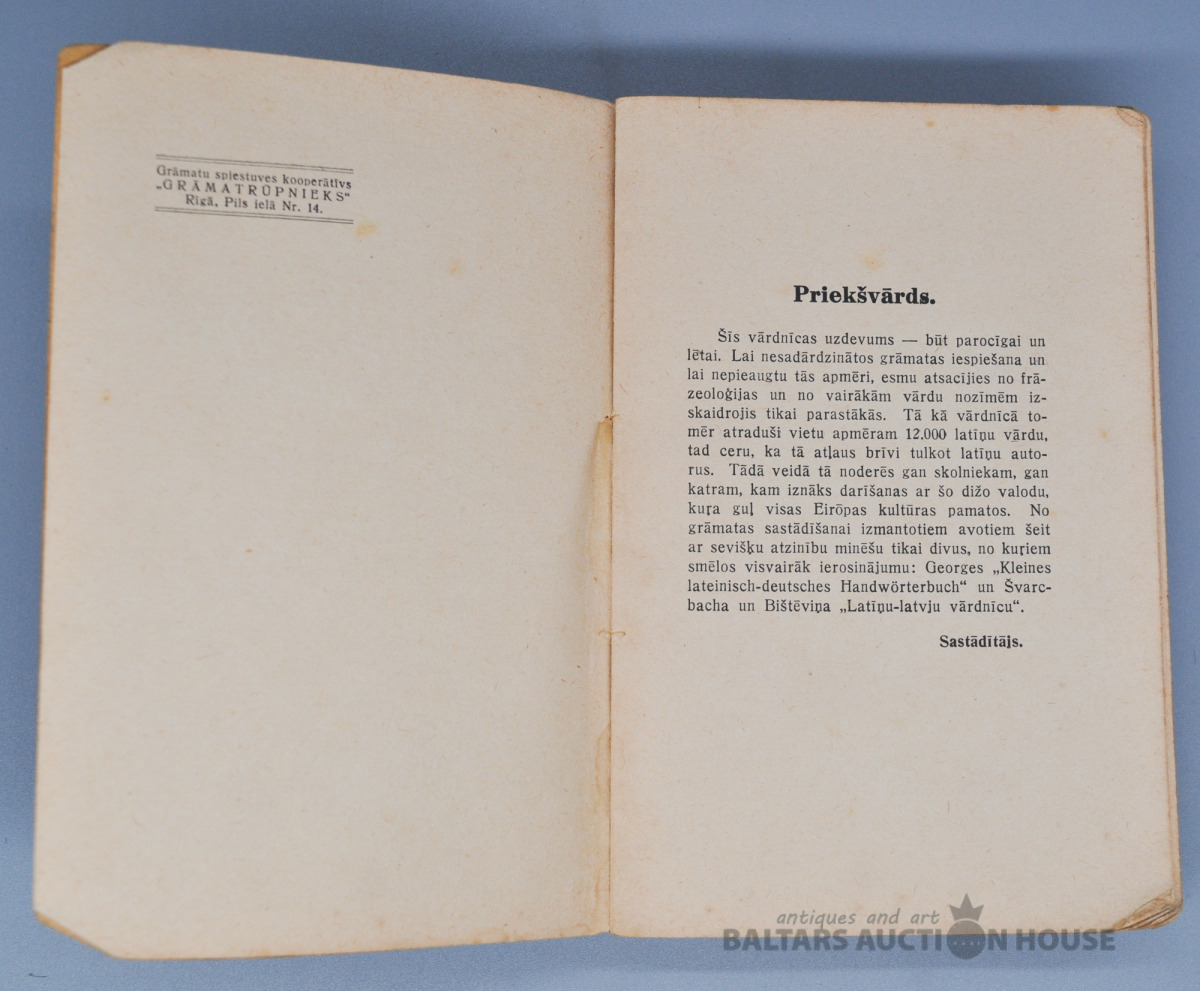 Grāmatu spiestuves kooperātīvs
„GRĀMATRŪPNIEKS“
Rīgā, Pils ielā Nr. 14.
Priekšvārds.
Šīs vārdnīcas uzdevums — būt parocīgai un
lētai. Lai nesadārdzinātos grāmatas iespiešana un
lai nepieaugtu tās apmēri, esmu atsacījies no frā-
zeoloģijas un no vairākām vārdu nozīmēm iz-
skaidrojis tikai parastākās. Tā kā vārdnīcā to-
mēr atraduši vietu apmēram 12.000 latīņu vārdu,
tad ceru, ka tā atļaus brīvi tulkot latīņu auto-
rus. Tādā veidā tā noderēs gan skolniekam, gan
katram, kam iznāks darīšanas ar šo dižo valodu,
kuŗa guļ visas Eirōpas kultūras pamatos. No
grāmatas sastādīšanai izmantotiem avotiem šeit
ar sevišķu atzinību minēšu tikai divus, no kuŗiem
smēlos visvairāk ierosinājumu: Georges „Kleines
lateinisch-deutsches Handwörterbuch“ un Švarc-
bacha un Bištēviņa „Latīņu-latvju vārdnīcu“.
Sastādītājs.
antiques and art
BALTARS AUCTION HOUSE